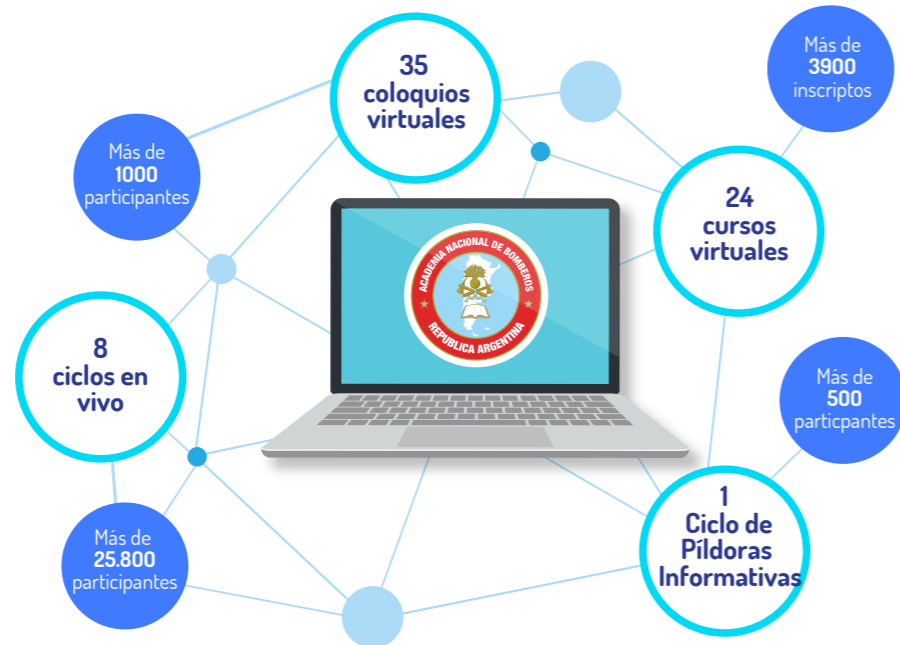 35
coloquios
virtuales
Más de
3900
inscriptos
Más de
1000
participantes
24
cursos
virtuales
ACADEMIA NACIONAL DE BOMBEROS
REPUBLICA ARGENTINA
8
ciclos en
vivo
Más de
500
particpantes
1
Ciclo de
Píldoras
Informativas
Más de
25.800
participantes